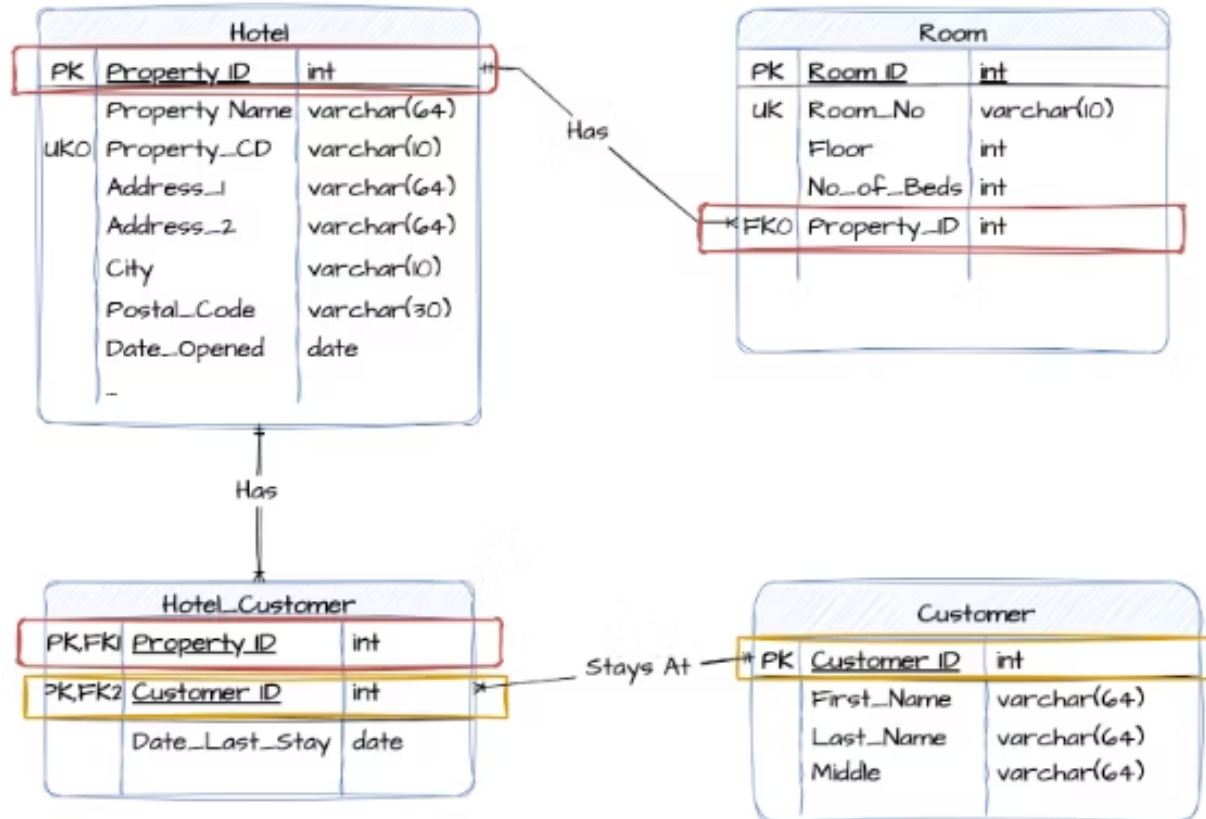 Hotel
PK Property ID int
Property Name varchar(64)
UK0 Property_CD varchar(10)
Address_1 varchar(64)
Address_2 varchar(64)
City varchar(10)
Postal_Code varchar(30)
Date_Opened date
...
Has
Room
PK Room ID int
UK Room_No varchar(10)
Floor int
No_of_Beds int
FK0 Property_ID int
Has
Hotel_Customer
PK,FK1 Property ID int
PK,FK2 Customer ID int
Date_Last_Stay date
Stays At
Customer
PK Customer ID int
First_Name varchar(64)
Last_Name varchar(64)
Middle varchar(64)